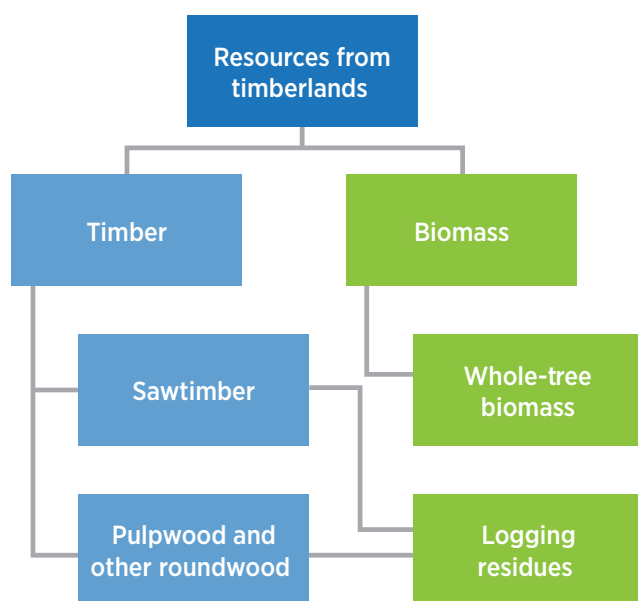 Resources from
timberlands
Timber
Biomass
Sawtimber
Whole-tree
biomass
Pulpwood and
other roundwood
Logging
residues